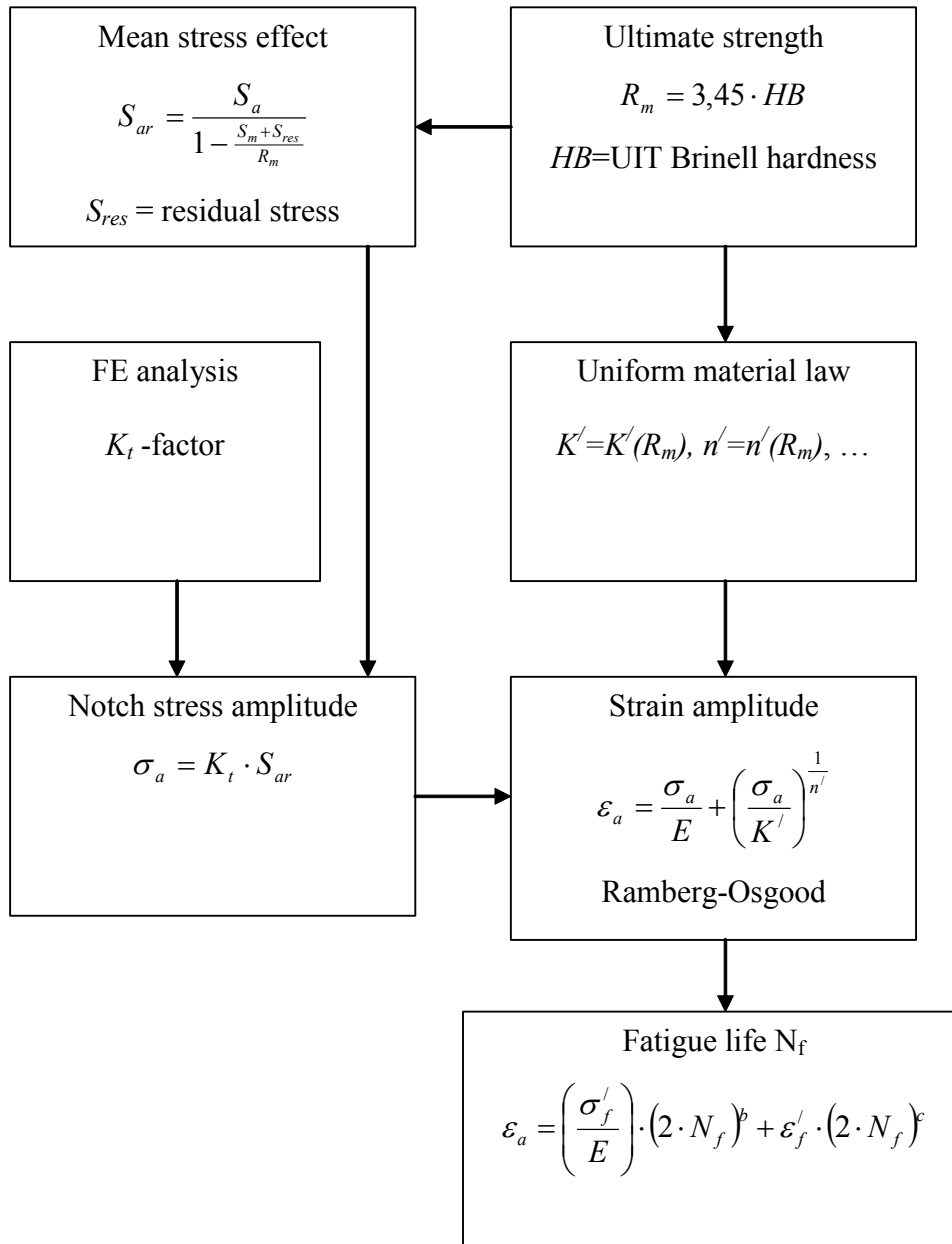 Mean stress effect
S_ar = S_a / (1 − (S_m + S_res) / R_m)
S_res = residual stress
Ultimate strength
R_m = 3,45 · HB
HB=UIT Brinell hardness
FE analysis
K_t -factor
Uniform material law
K′=K′(R_m), n′=n′(R_m), …
Notch stress amplitude
σ_a = K_t · S_ar
Strain amplitude
ε_a = σ_a / E + (σ_a / K′)^(1 / n′)
Ramberg-Osgood
Fatigue life N_f
ε_a = (σ′_f / E) · (2 · N_f)^b + ε′_f · (2 · N_f)^c